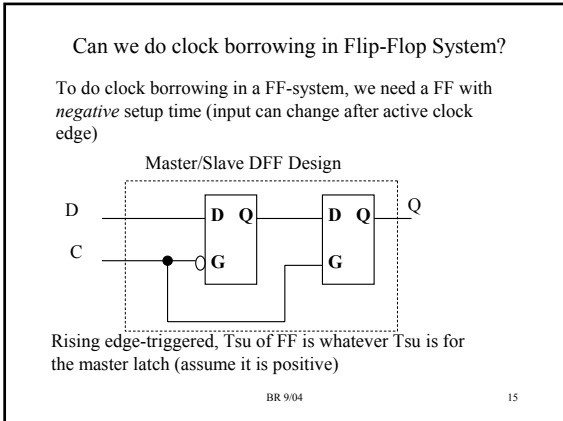 Can we do clock borrowing in Flip-Flop System?
To do clock borrowing in a FF-system, we need a FF with
negative setup time (input can change after active clock
edge)
Master/Slave DFF Design
D
D Q
D Q
Q
C
G
G
Rising edge-triggered, Tsu of FF is whatever Tsu is for
the master latch (assume it is positive)
BR 9/04
15